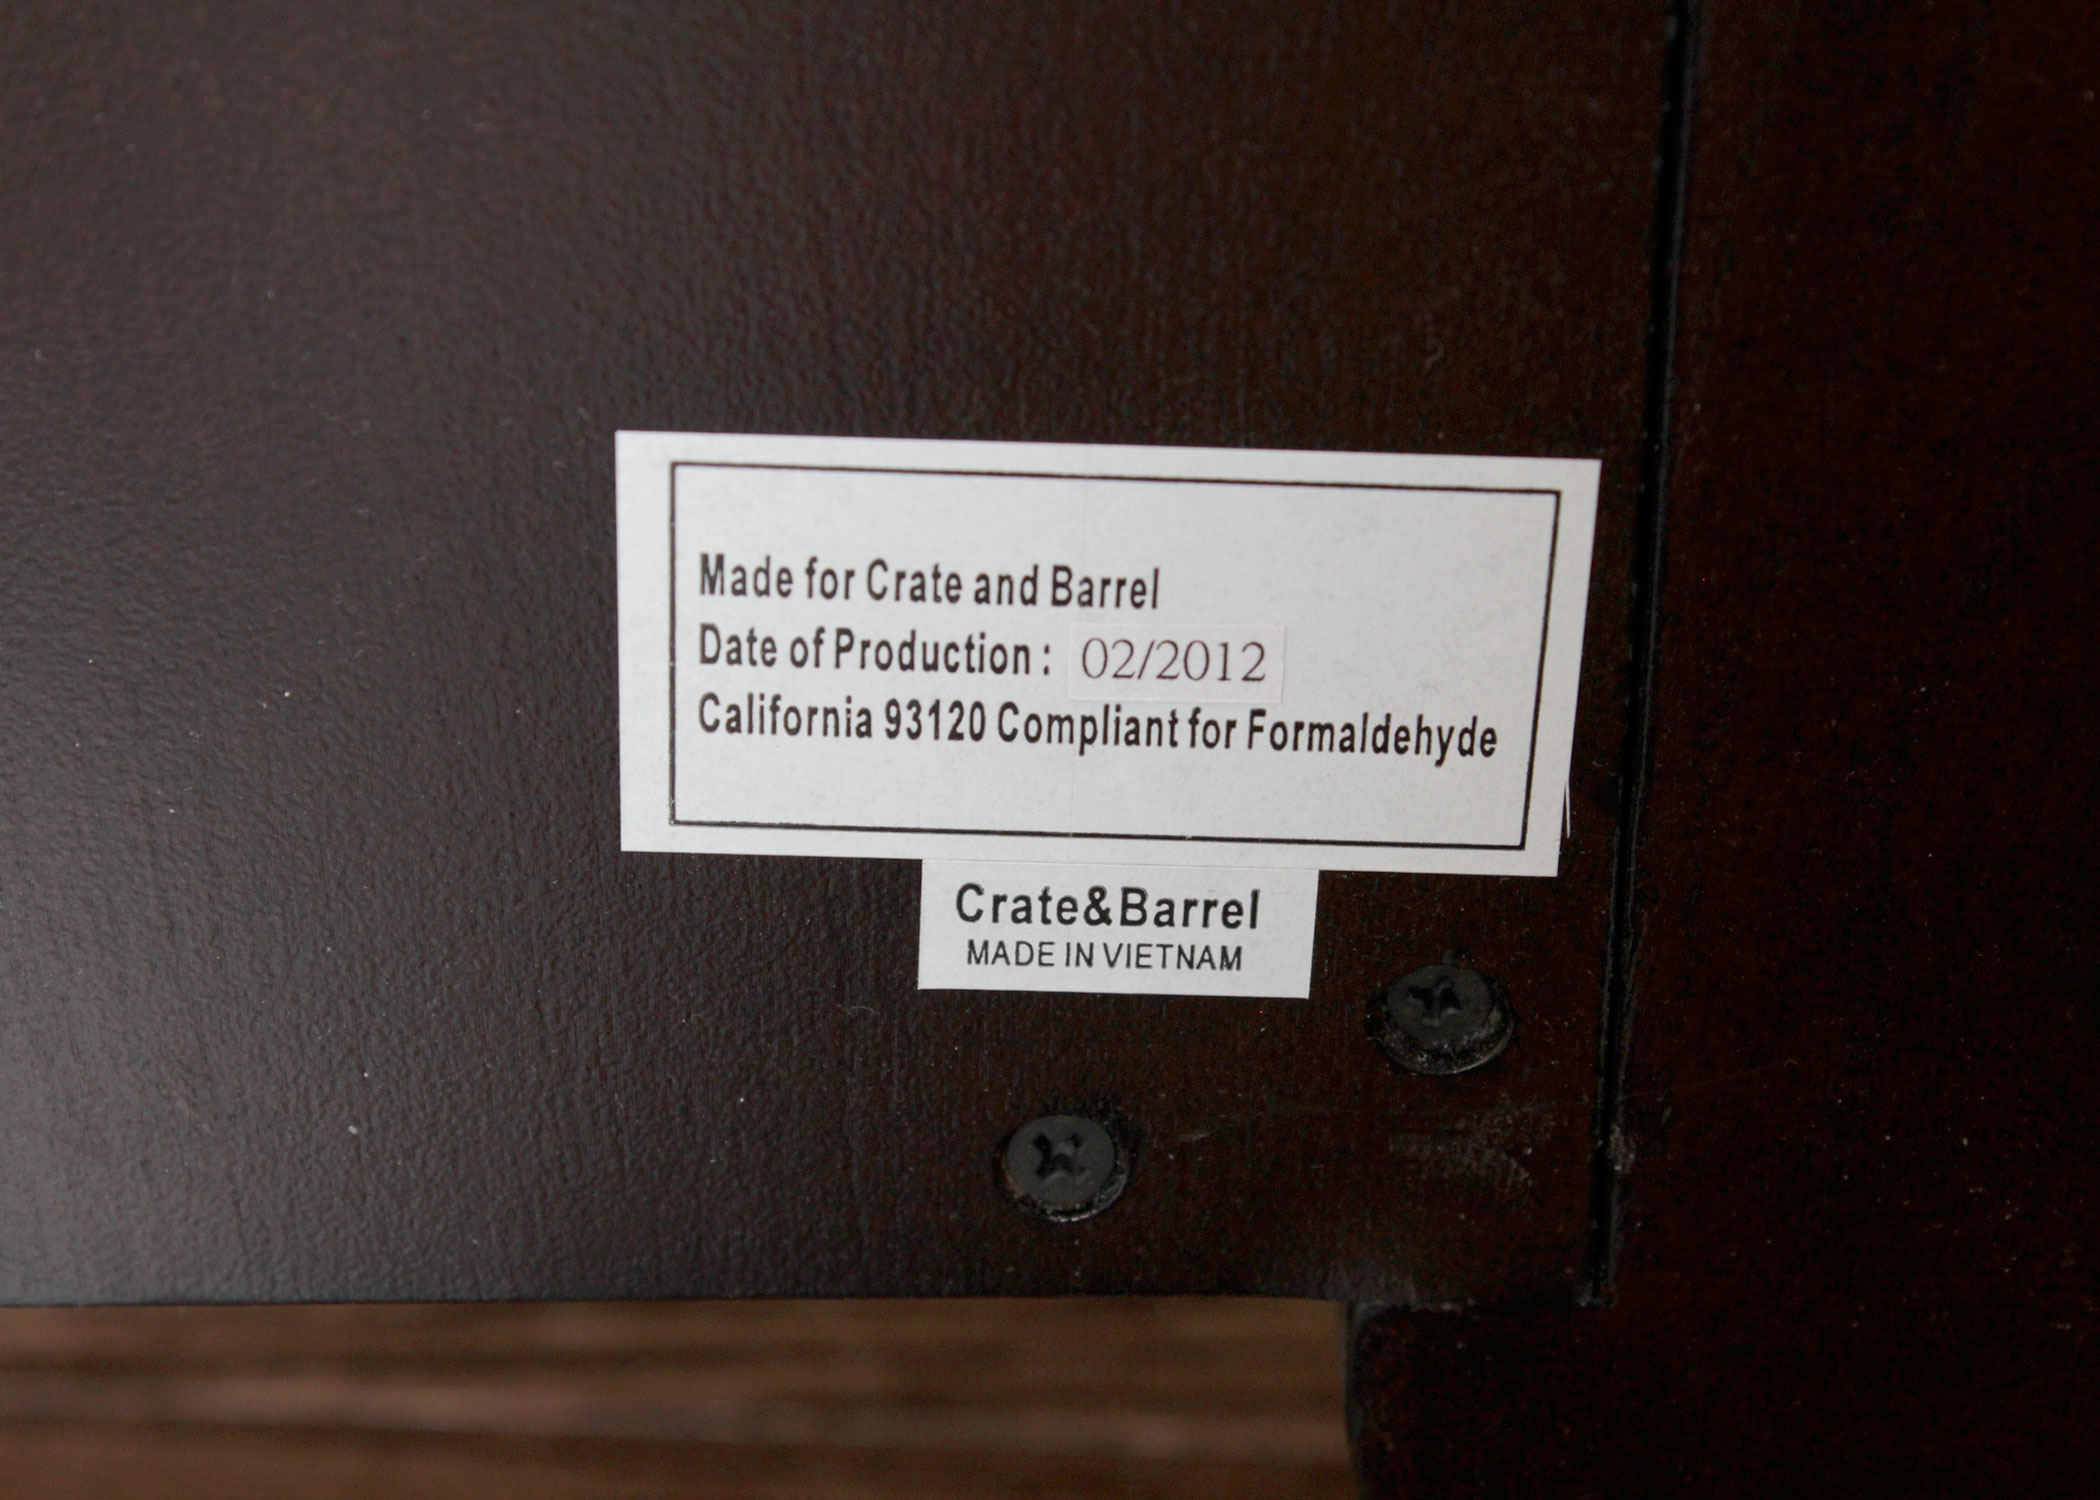 Made for Crate and Barrel
Date of Production : 02/2012
California 93120 Compliant for Formaldehyde
Crate&Barrel
MADE IN VIETNAM